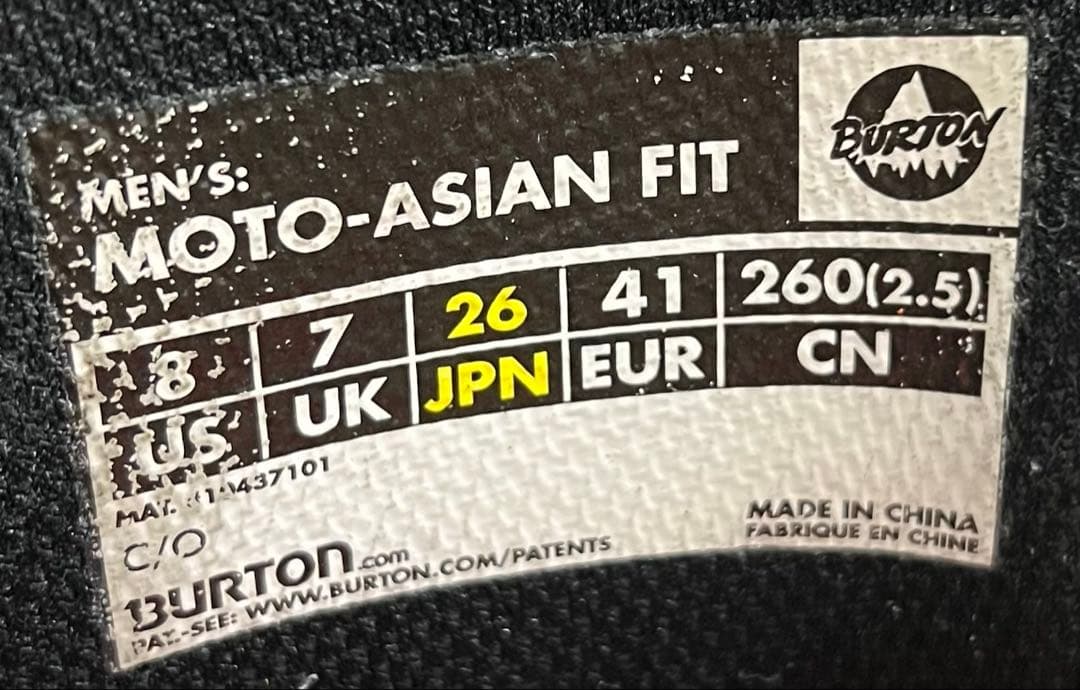 MEN'S:
MOTO-ASIAN FIT
BURTON
8 7 26 41 260(2.5)
US UK JPN EUR CN
MAT.
C/O
MADE IN CHINA
FABRIQUE EN CHINE
BURTON.com
PAT.-SEE: WWW.BURTON.COM/PATENTS